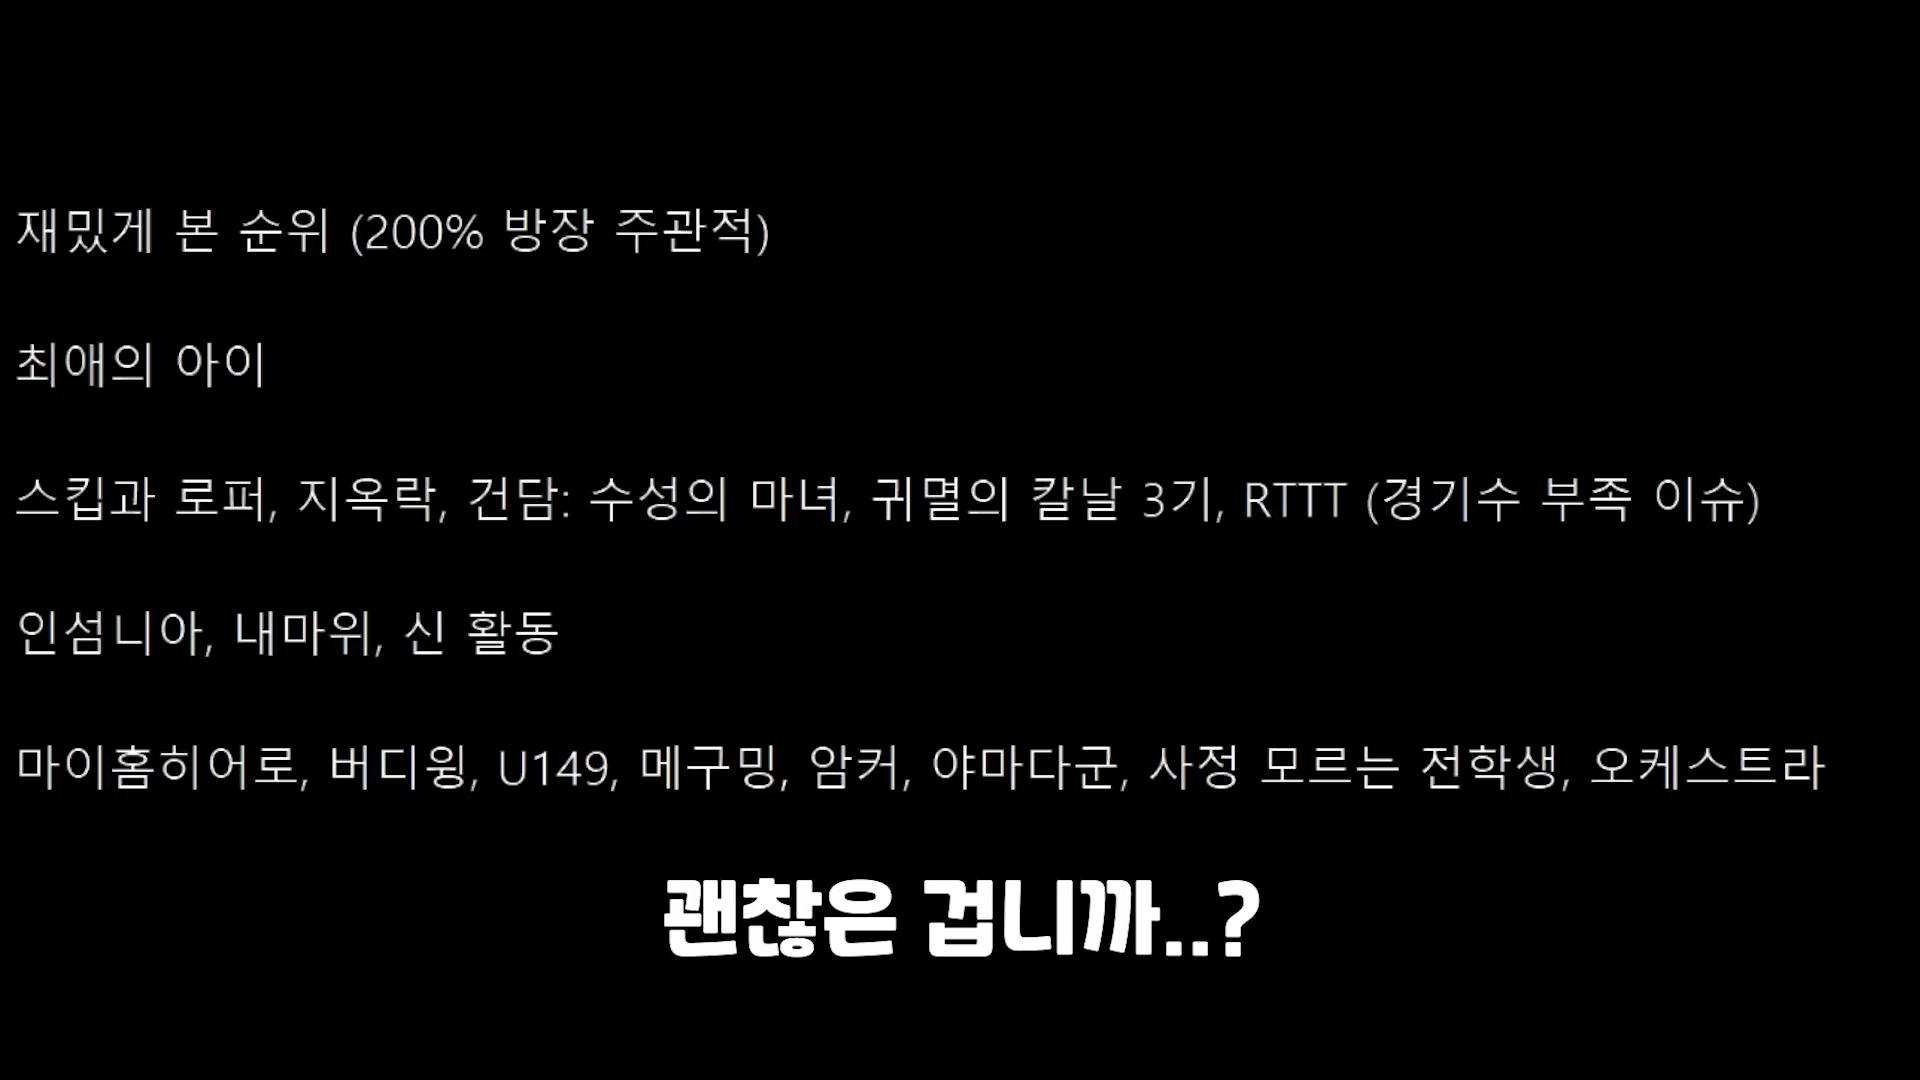 재밌게 본 순위 (200% 방장 주관적)
최애의 아이
스킵과 로퍼, 지옥락, 건담: 수성의 마녀, 귀멸의 칼날 3기, RTTT (경기수 부족 이슈)
인섬니아, 내마위, 신 활동
마이홈히어로, 버디윙, U149, 메구밍, 암커, 야마다군, 사정 모르는 전학생, 오케스트라
괜찮은 겁니까..?